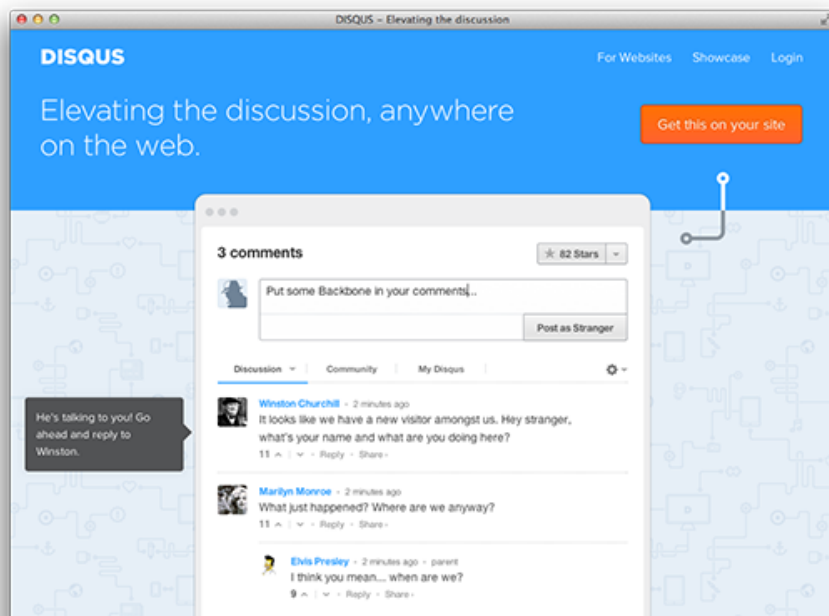 DISQUS – Elevating the discussion
DISQUS
For Websites Showcase Login
Elevating the discussion, anywhere
on the web.
Get this on your site
3 comments
82 Stars
Put some Backbone in your comments...
Post as Stranger
Discussion Community My Disqus
He's talking to you! Go
ahead and reply to
Winston.
Winston Churchill • 2 minutes ago
It looks like we have a new visitor amongst us. Hey stranger,
what's your name and what are you doing here?
11 • Reply • Share ›
Marilyn Monroe • 2 minutes ago
What just happened? Where are we anyway?
11 • Reply • Share ›
Elvis Presley • 2 minutes ago • parent
I think you mean... when are we?
9 • Reply • Share ›